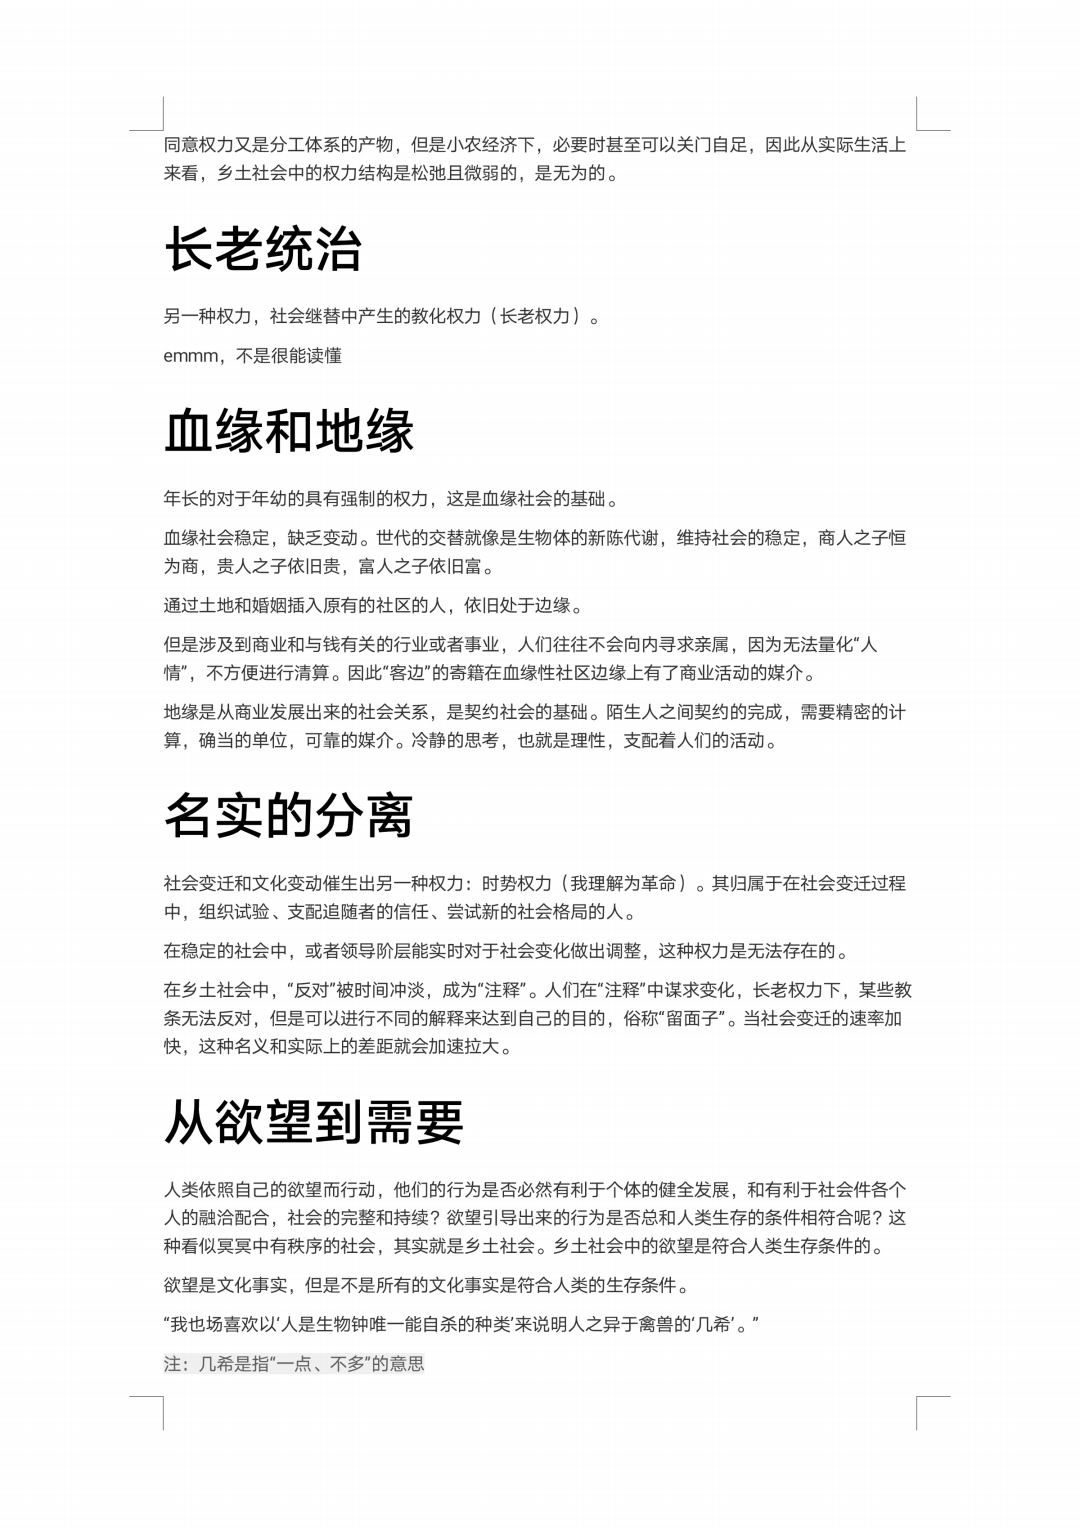 同意权力又是分工体系的产物，但是小农经济下，必要时甚至可以关门自足，因此从实际生活上
来看，乡土社会中的权力结构是松弛且微弱的，是无为的。
长老统治
另一种权力，社会继替中产生的教化权力（长老权力）。
emmm，不是很能读懂
血缘和地缘
年长的对于年幼的具有强制的权力，这是血缘社会的基础。
血缘社会稳定，缺乏变动。世代的交替就像是生物体的新陈代谢，维持社会的稳定，商人之子恒
为商，贵人之子依旧贵，富人之子依旧富。
通过土地和婚姻插入原有的社区的人，依旧处于边缘。
但是涉及到商业和与钱有关的行业或者事业，人们往往不会向内寻求亲属，因为无法量化“人
情”，不方便进行清算。因此“客边”的寄籍在血缘性社区边缘上有了商业活动的媒介。
地缘是从商业发展出来的社会关系，是契约社会的基础。陌生人之间契约的完成，需要精密的计
算，确当的单位，可靠的媒介。冷静的思考，也就是理性，支配着人们的活动。
名实的分离
社会变迁和文化变动催生出另一种权力：时势权力（我理解为革命）。其归属于在社会变迁过程
中，组织试验、支配追随者的信任、尝试新的社会格局的人。
在稳定的社会中，或者领导阶层能实时对于社会变化做出调整，这种权力是无法存在的。
在乡土社会中，“反对”被时间冲淡，成为“注释”。人们在“注释”中谋求变化，长老权力下，某些教
条无法反对，但是可以进行不同的解释来达到自己的目的，俗称“留面子”。当社会变迁的速率加
快，这种名义和实际上的差距就会加速拉大。
从欲望到需要
人类依照自己的欲望而行动，他们的行为是否必然有利于个体的健全发展，和有利于社会件各个
人的融洽配合，社会的完整和持续？欲望引导出来的行为是否总和人类生存的条件相符合呢？这
种看似冥冥中有秩序的社会，其实就是乡土社会。乡土社会中的欲望是符合人类生存条件的。
欲望是文化事实，但是不是所有的文化事实是符合人类的生存条件。
“我也场喜欢以‘人是生物钟唯一能自杀的种类’来说明人之异于禽兽的‘几希’。”
注：几希是指“一点、不多”的意思